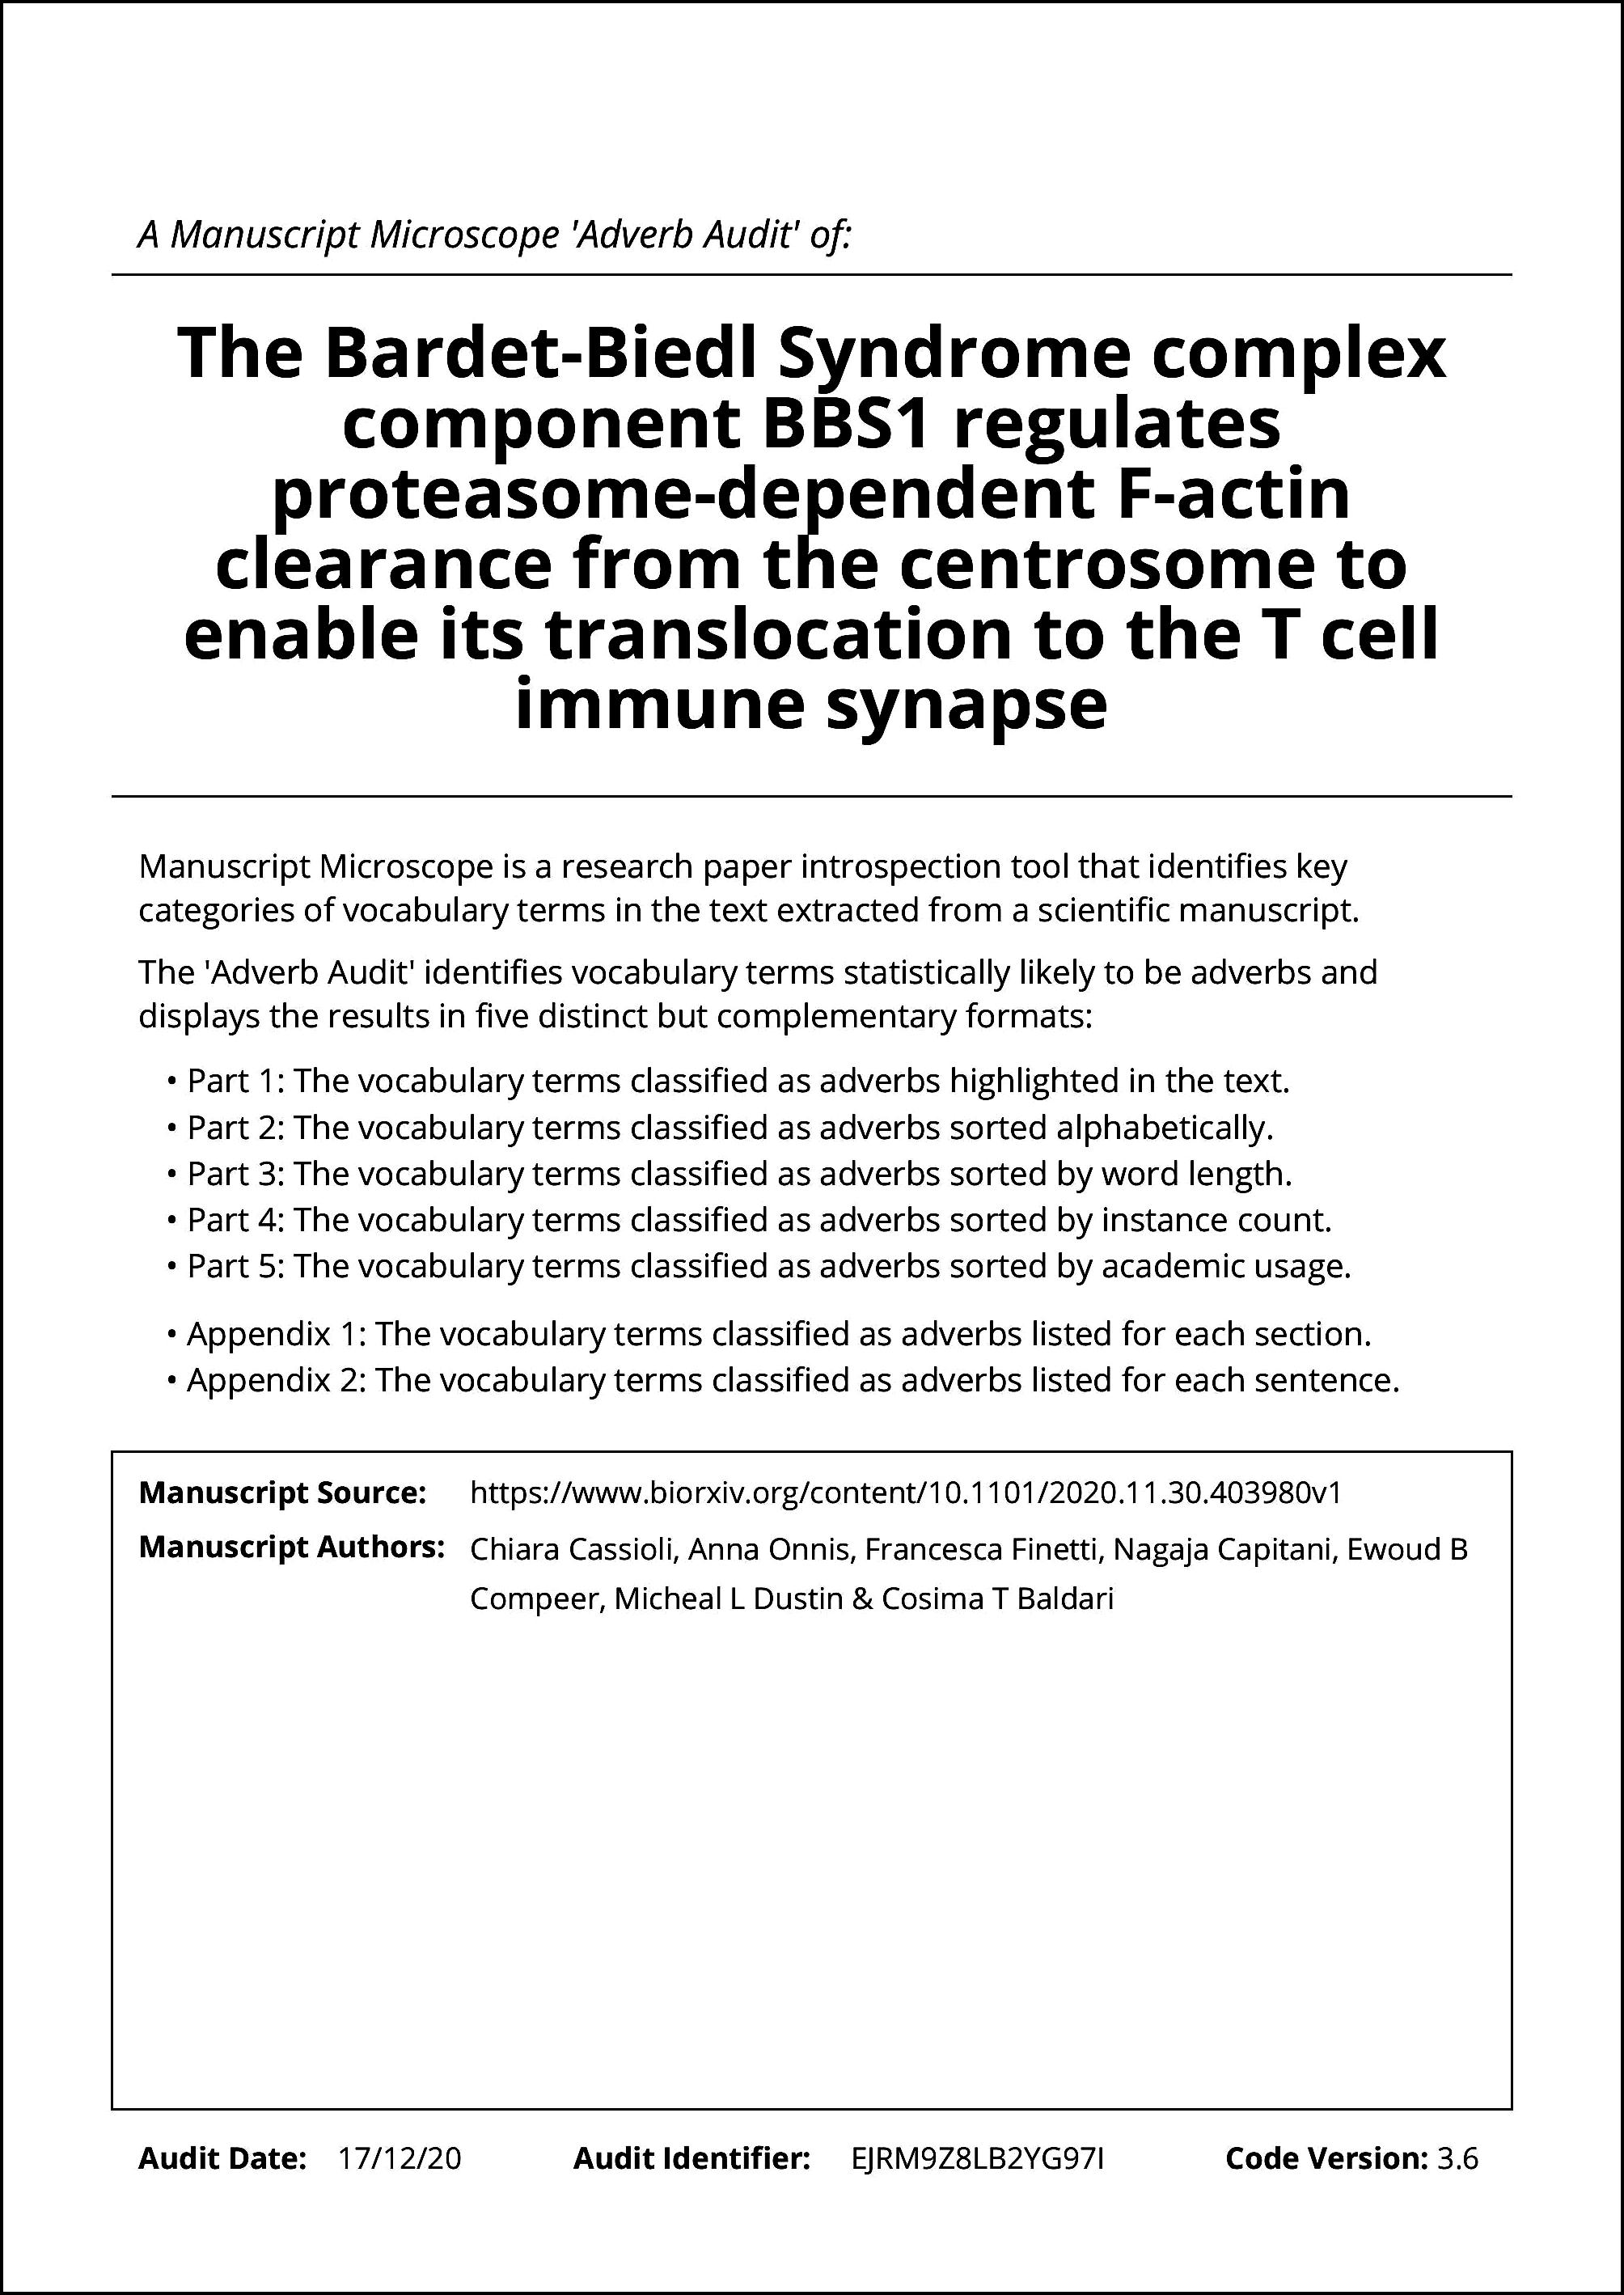 A Manuscript Microscope 'Adverb Audit' of:
The Bardet-Biedl Syndrome complex
component BBS1 regulates
proteasome-dependent F-actin
clearance from the centrosome to
enable its translocation to the T cell
immune synapse
Manuscript Microscope is a research paper introspection tool that identifies key
categories of vocabulary terms in the text extracted from a scientific manuscript.
The 'Adverb Audit' identifies vocabulary terms statistically likely to be adverbs and
displays the results in five distinct but complementary formats:
• Part 1: The vocabulary terms classified as adverbs highlighted in the text.
• Part 2: The vocabulary terms classified as adverbs sorted alphabetically.
• Part 3: The vocabulary terms classified as adverbs sorted by word length.
• Part 4: The vocabulary terms classified as adverbs sorted by instance count.
• Part 5: The vocabulary terms classified as adverbs sorted by academic usage.
• Appendix 1: The vocabulary terms classified as adverbs listed for each section.
• Appendix 2: The vocabulary terms classified as adverbs listed for each sentence.
Manuscript Source: https://www.biorxiv.org/content/10.1101/2020.11.30.403980v1
Manuscript Authors: Chiara Cassioli, Anna Onnis, Francesca Finetti, Nagaja Capitani, Ewoud B
Compeer, Micheal L Dustin & Cosima T Baldari
Audit Date: 17/12/20 Audit Identifier: EJRM9Z8LB2YG97I Code Version: 3.6